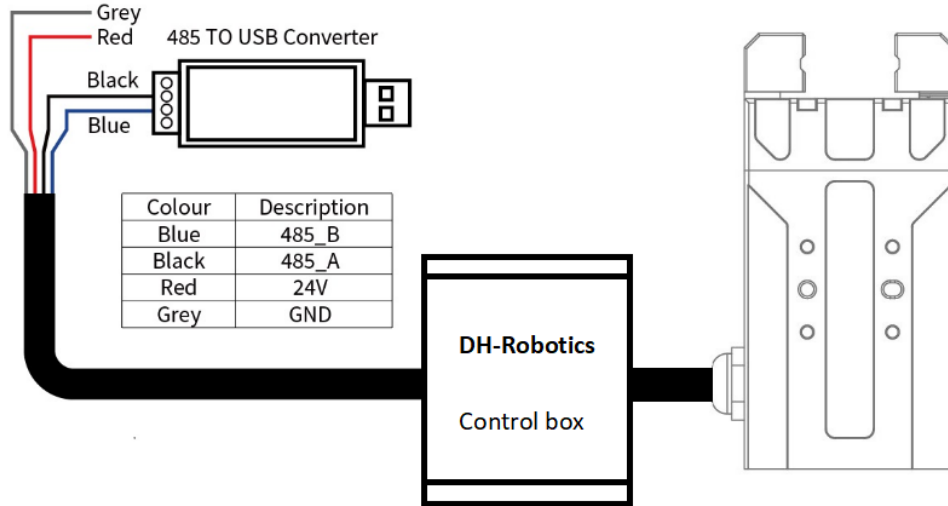 Grey
Red
485 TO USB Converter
Black
Blue
Colour Description
Blue 485_B
Black 485_A
Red 24V
Grey GND
DH-Robotics
Control box